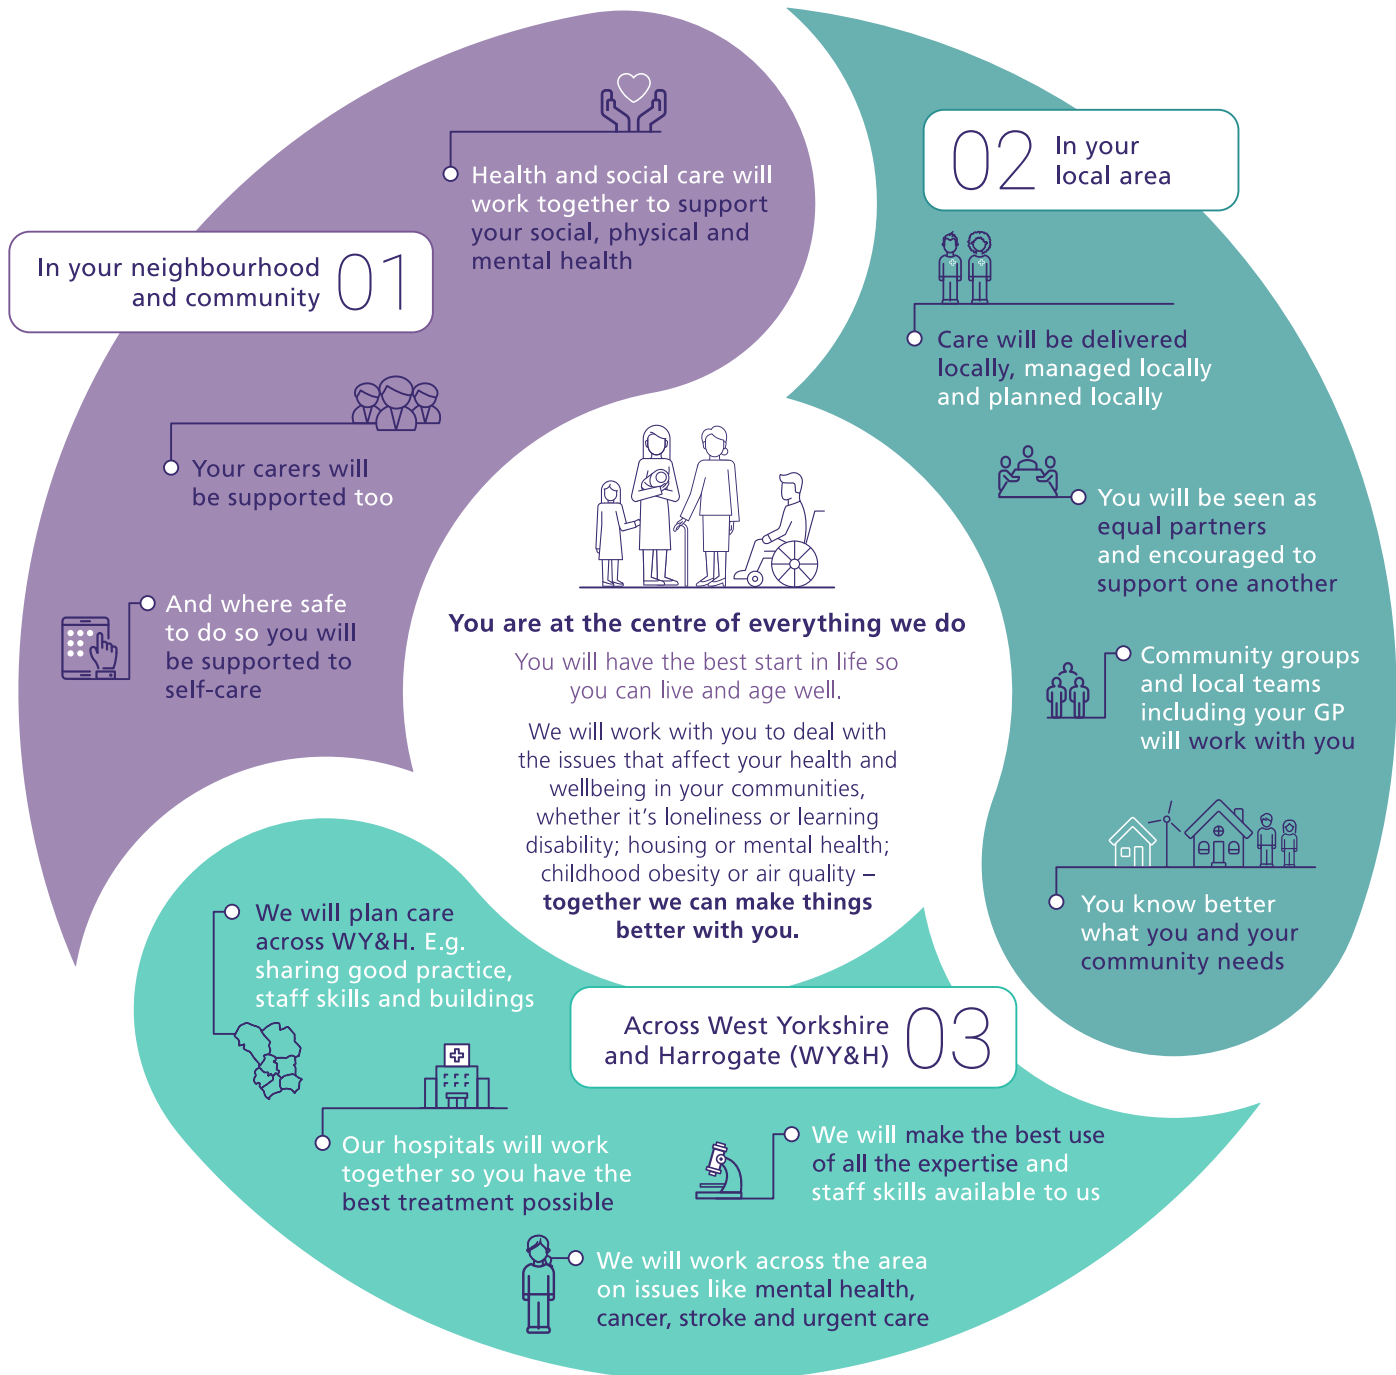 In your neighbourhood
and community
01
Health and social care will
work together to support
your social, physical and
mental health
Your carers will
be supported too
And where safe
to do so you will
be supported to
self-care
02
In your
local area
Care will be delivered
locally, managed locally
and planned locally
You will be seen as
equal partners
and encouraged to
support one another
Community groups
and local teams
including your GP
will work with you
You know better
what you and your
community needs
You are at the centre of everything we do
You will have the best start in life so
you can live and age well.
We will work with you to deal with
the issues that affect your health and
wellbeing in your communities,
whether it's loneliness or learning
disability; housing or mental health;
childhood obesity or air quality –
together we can make things
better with you.
Across West Yorkshire
and Harrogate (WY&H)
03
We will plan care
across WY&H. E.g.
sharing good practice,
staff skills and buildings
Our hospitals will work
together so you have the
best treatment possible
We will make the best use
of all the expertise and
staff skills available to us
We will work across the area
on issues like mental health,
cancer, stroke and urgent care